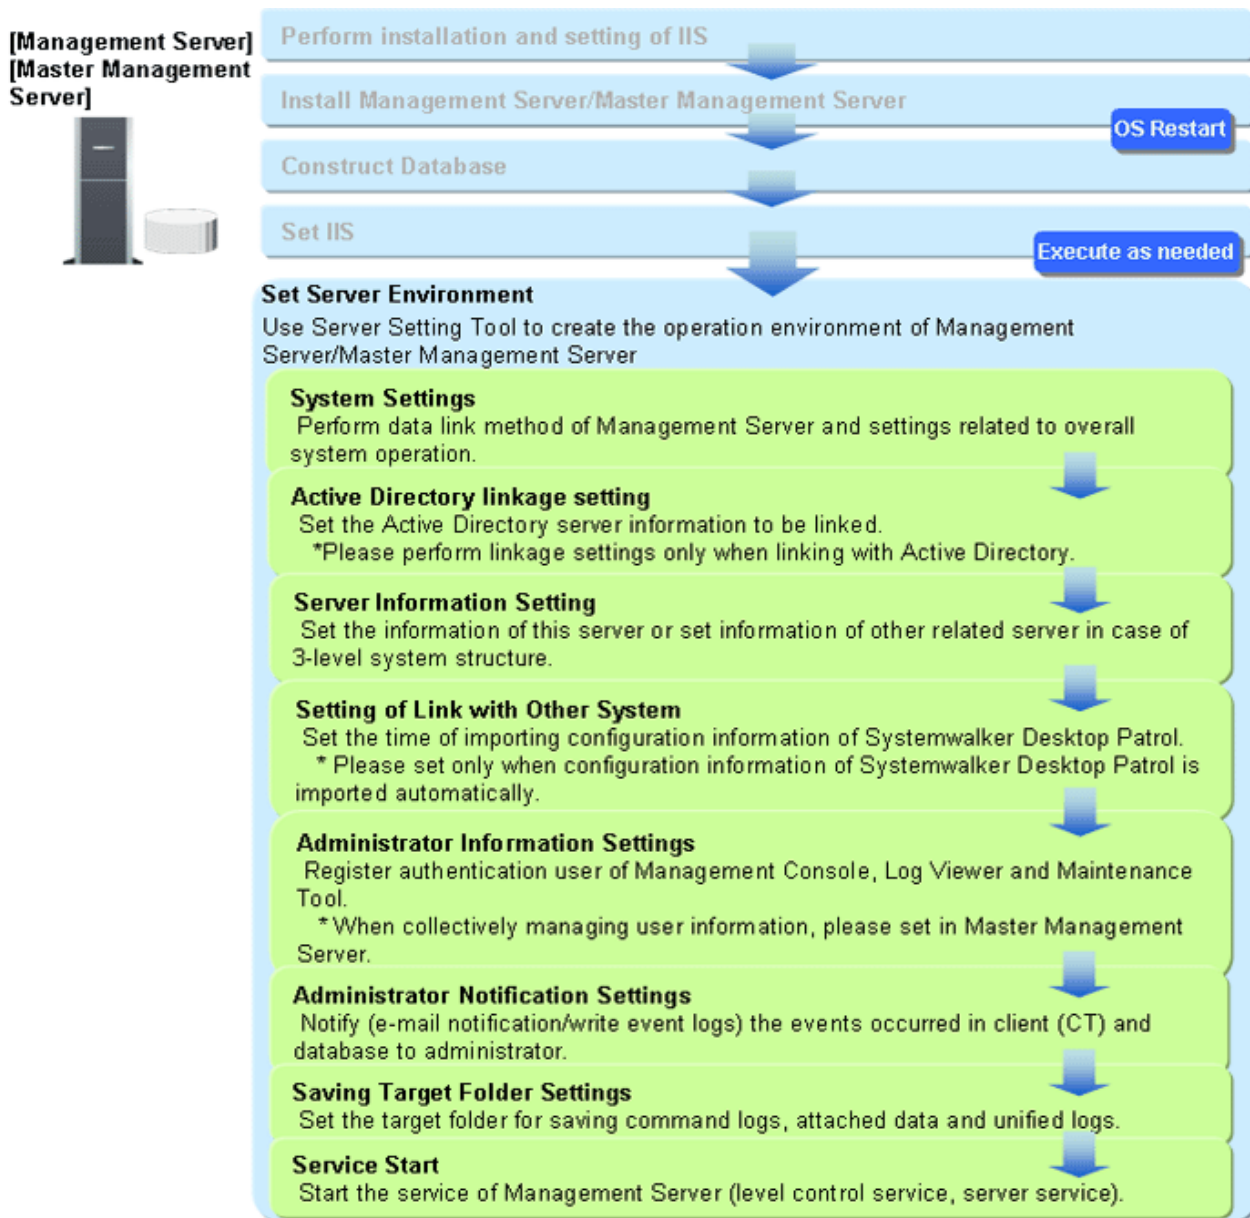 [Management Server]
[Master Management
Server]
Perform installation and setting of IIS
Install Management Server/Master Management Server
OS Restart
Construct Database
Set IIS
Execute as needed
Set Server Environment
Use Server Setting Tool to create the operation environment of Management
Server/Master Management Server
System Settings
Perform data link method of Management Server and settings related to overall
system operation.
Active Directory linkage setting
Set the Active Directory server information to be linked.
*Please perform linkage settings only when linking with Active Directory.
Server Information Setting
Set the information of this server or set information of other related server in case of
3-level system structure.
Setting of Link with Other System
Set the time of importing configuration information of Systemwalker Desktop Patrol.
* Please set only when configuration information of Systemwalker Desktop Patrol is
imported automatically.
Administrator Information Settings
Register authentication user of Management Console, Log Viewer and Maintenance
Tool.
* When collectively managing user information, please set in Master Management
Server.
Administrator Notification Settings
Notify (e-mail notification/write event logs) the events occurred in client (CT) and
database to administrator.
Saving Target Folder Settings
Set the target folder for saving command logs, attached data and unified logs.
Service Start
Start the service of Management Server (level control service, server service).